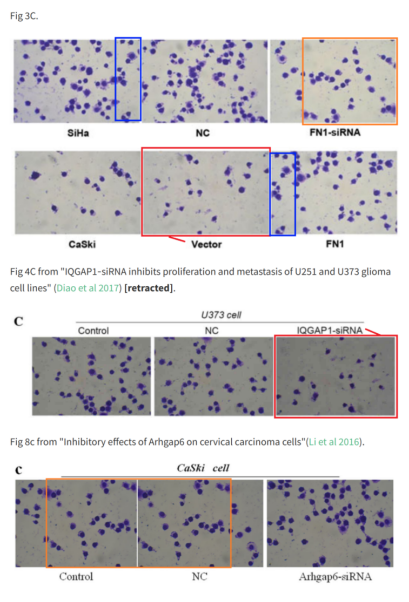 Fig 3C.
SiHa NC FN1-siRNA
CaSki Vector FN1
Fig 4C from "IQGAP1-siRNA inhibits proliferation and metastasis of U251 and U373 glioma
cell lines" (Diao et al 2017) [retracted].
C
U373 cell
Control NC IQGAP1-siRNA
Fig 8c from "Inhibitory effects of Arhgap6 on cervical carcinoma cells"(Li et al 2016).
c
CaSki cell
Control NC Arhgap6-siRNA